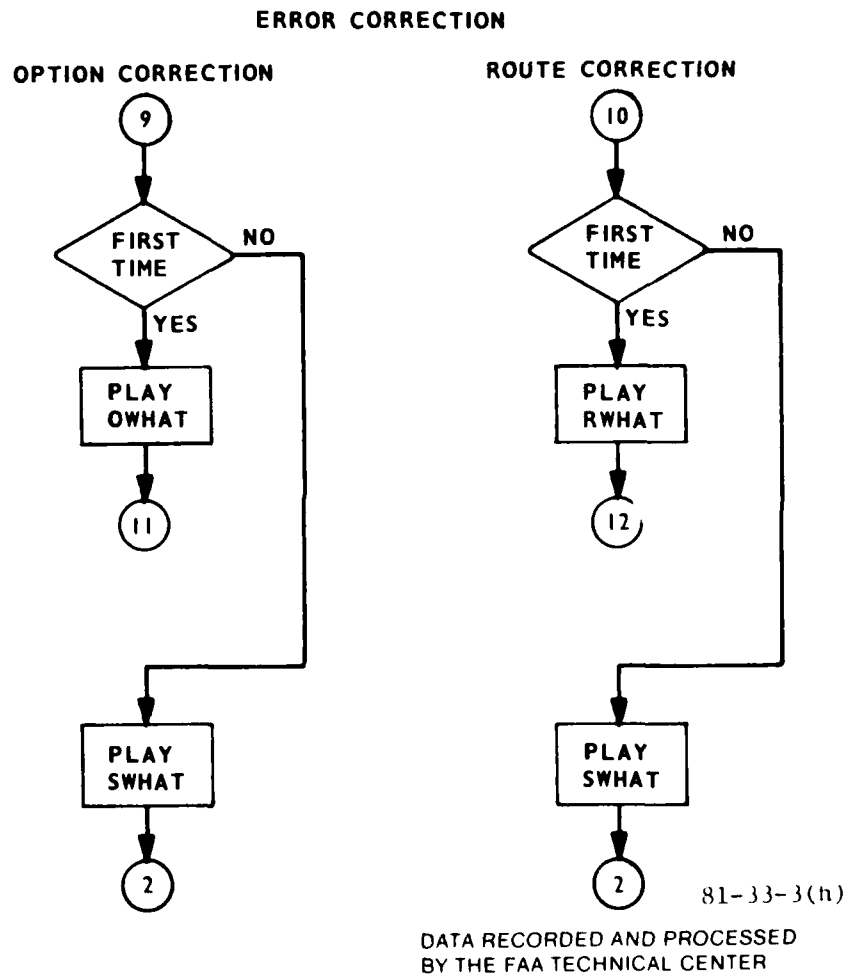 ERROR CORRECTION
OPTION CORRECTION
9
FIRST
TIME
NO
YES
PLAY
OWHAT
11
PLAY
SWHAT
2
ROUTE CORRECTION
10
FIRST
TIME
NO
YES
PLAY
RWHAT
12
PLAY
SWHAT
2
81-33-3(h)
DATA RECORDED AND PROCESSED
BY THE FAA TECHNICAL CENTER